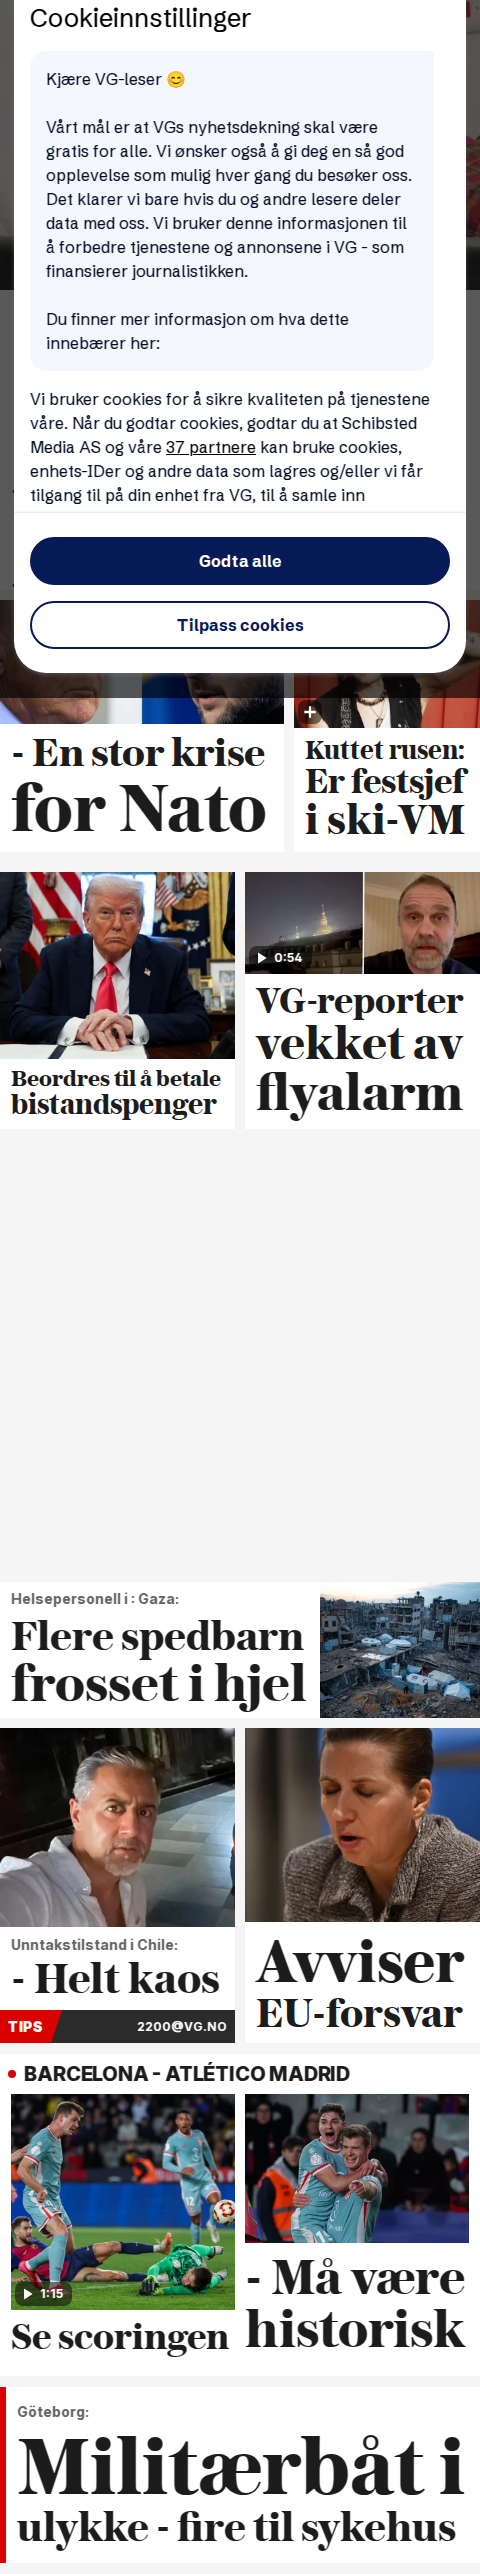 Cookieinnstillinger
Kjære VG-leser 😊
Vårt mål er at VGs nyhetsdekning skal være
gratis for alle. Vi ønsker også å gi deg en så god
opplevelse som mulig hver gang du besøker oss.
Det klarer vi bare hvis du og andre lesere deler
data med oss. Vi bruker denne informasjonen til
å forbedre tjenestene og annonsene i VG - som
finansierer journalistikken.
Du finner mer informasjon om hva dette
innebærer her:
Vi bruker cookies for å sikre kvaliteten på tjenestene
våre. Når du godtar cookies, godtar du at Schibsted
Media AS og våre 37 partnere kan bruke cookies,
enhets-IDer og andre data som lagres og/eller vi får
tilgang til på din enhet fra VG, til å samle inn
Godta alle
Tilpass cookies
- En stor krise
for Nato
Kuttet rusen:
Er festsjef
i ski-VM
Beordres til å betale
bistandspenger
0:54
VG-reporter
vekket av
flyalarm
Helsepersonell i : Gaza:
Flere spedbarn
frosset i hjel
Unntakstilstand i Chile:
- Helt kaos
TIPS 2200@VG.NO
Avviser
EU-forsvar
BARCELONA - ATLÉTICO MADRID
1:15
Se scoringen
- Må være
historisk
Göteborg:
Militærbåt i
ulykke - fire til sykehus